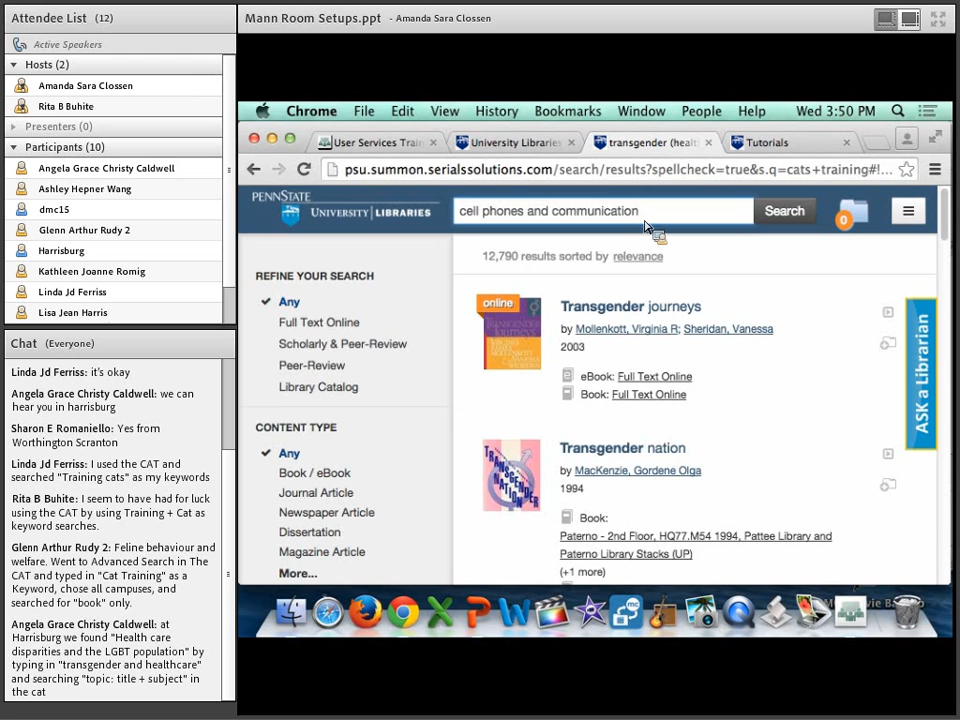 Attendee List (12)
Active Speakers
Hosts (2)
Amanda Sara Clossen
Rita B Buhite
Presenters (0)
Participants (10)
Angela Grace Christy Caldwell
Ashley Hepner Wang
dmc15
Glenn Arthur Rudy 2
Harrisburg
Kathleen Joanne Romig
Linda Jd Ferriss
Lisa Jean Harris
Chat (Everyone)
Linda Jd Ferriss: it's okay
Angela Grace Christy Caldwell: we can
hear you in harrisburg
Sharon E Romaniello: Yes from
Worthington Scranton
Linda Jd Ferriss: I used the CAT and
searched "Training cats" as my keywords
Rita B Buhite: I seem to have had for luck
using the CAT by using Training + Cat as
keyword searches.
Glenn Arthur Rudy 2: Feline behaviour and
welfare. Went to Advanced Search in The
CAT and typed in "Cat Training" as a
Keyword, chose all campuses, and
searched for "book" only.
Angela Grace Christy Caldwell: at
Harrisburg we found "Health care
disparities and the LGBT population" by
typing in "transgender and healthcare"
and searching "topic: title + subject" in
the cat
Mann Room Setups.ppt - Amanda Sara Clossen
Chrome File Edit View History Bookmarks Window People Help Wed 3:50 PM
User Services Train
University Libraries
transgender (healt
Tutorials
psu.summon.serialssolutions.com/search/results?spellcheck=true&s.q=cats+training#!...
PENNSTATE
University Libraries
cell phones and communication
Search
0
12,790 results sorted by relevance
REFINE YOUR SEARCH
Any
Full Text Online
Scholarly & Peer-Review
Peer-Review
Library Catalog
CONTENT TYPE
Any
Book / eBook
Journal Article
Newspaper Article
Dissertation
Magazine Article
More...
online
Transgender journeys
by Mollenkott, Virginia R; Sheridan, Vanessa
2003
eBook: Full Text Online
Book: Full Text Online
TRANSGENDER NATION
Transgender nation
by MacKenzie, Gordene Olga
1994
Book:
Paterno - 2nd Floor, HQ77.M54 1994, Pattee Library and
Paterno Library Stacks (UP)
(+1 more)
ASK a Librarian